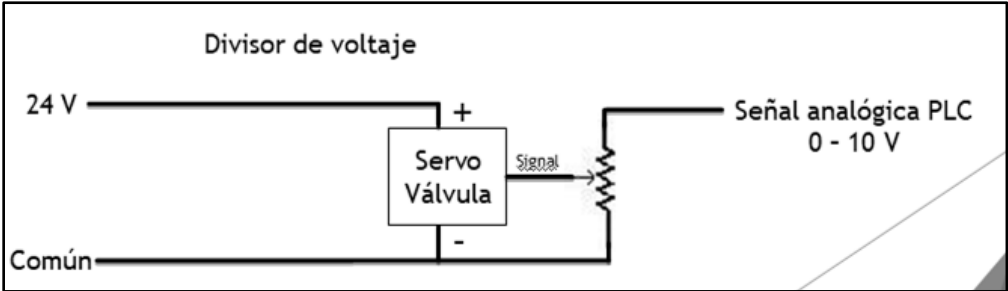 Divisor de voltaje
24 V
+
Servo
Válvula
Signal
Señal analógica PLC
0 - 10 V
-
Común